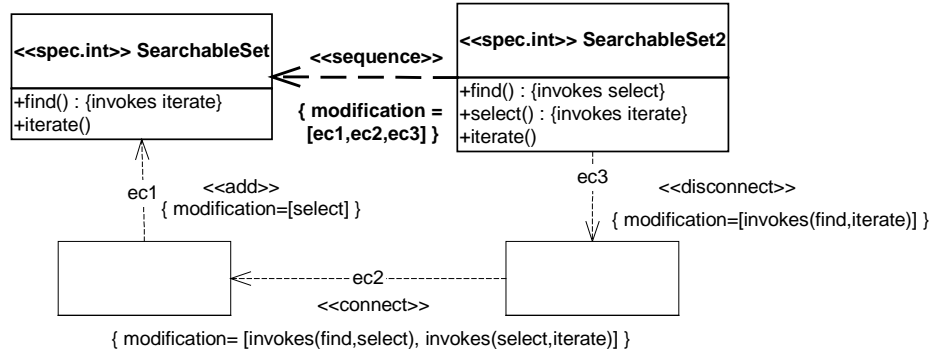 <<spec.int>> SearchableSet
+find() : {invokes iterate}
+iterate()
<<sequence>>
{ modification =
[ec1,ec2,ec3] }
<<spec.int>> SearchableSet2
+find() : {invokes select}
+select() : {invokes iterate}
+iterate()
ec1
<<add>>
{ modification=[select] }
ec3
<<disconnect>>
{ modification=[invokes(find,iterate)] }
ec2
<<connect>>
{ modification= [invokes(find,select), invokes(select,iterate)] }